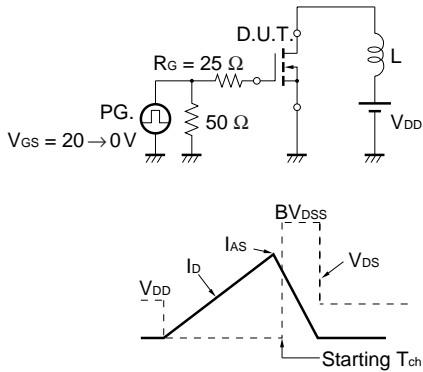 D.U.T.
RG = 25 Ω
L
PG.
50 Ω
VDD
VGS = 20 → 0 V
BVDSS
IAS
ID
VDS
VDD
Starting Tch